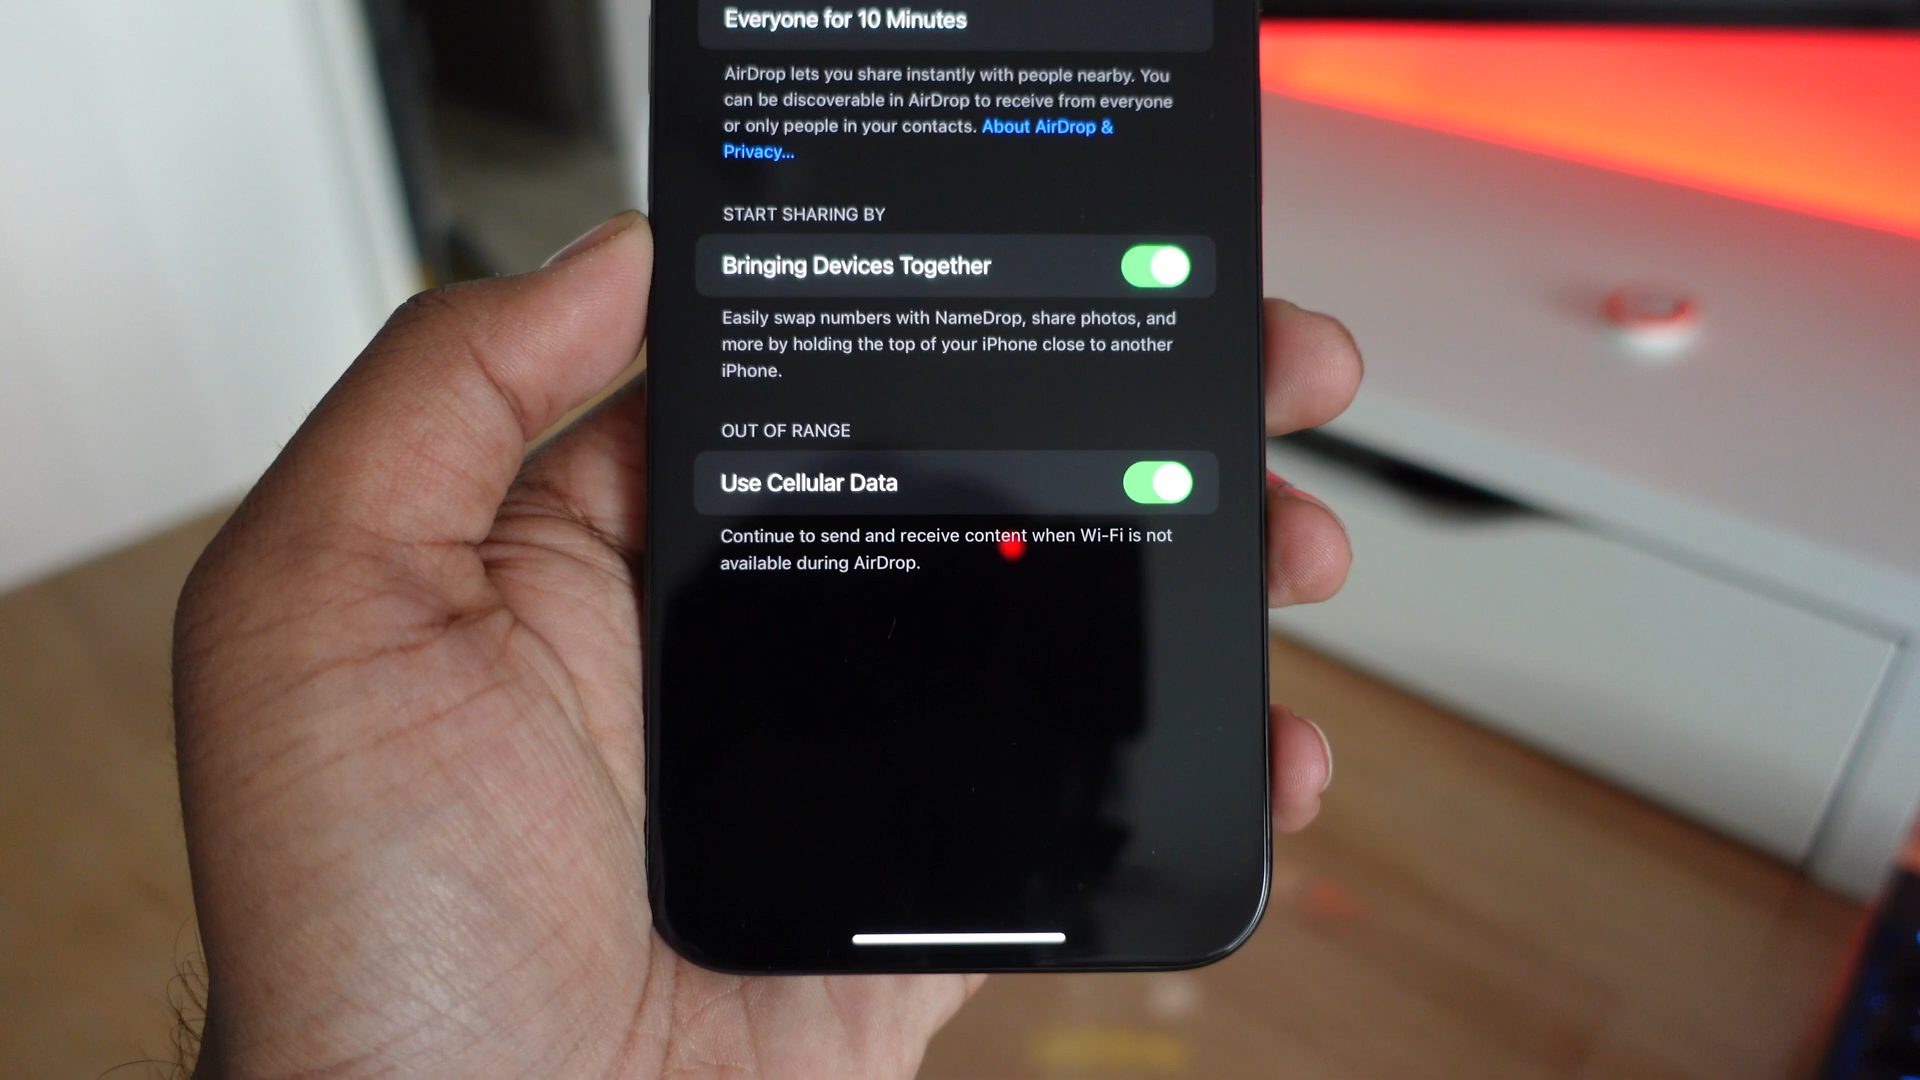 Everyone for 10 Minutes
AirDrop lets you share instantly with people nearby. You
can be discoverable in AirDrop to receive from everyone
or only people in your contacts. About AirDrop &
Privacy...
START SHARING BY
Bringing Devices Together
Easily swap numbers with NameDrop, share photos, and
more by holding the top of your iPhone close to another
iPhone.
OUT OF RANGE
Use Cellular Data
Continue to send and receive content when Wi-Fi is not
available during AirDrop.